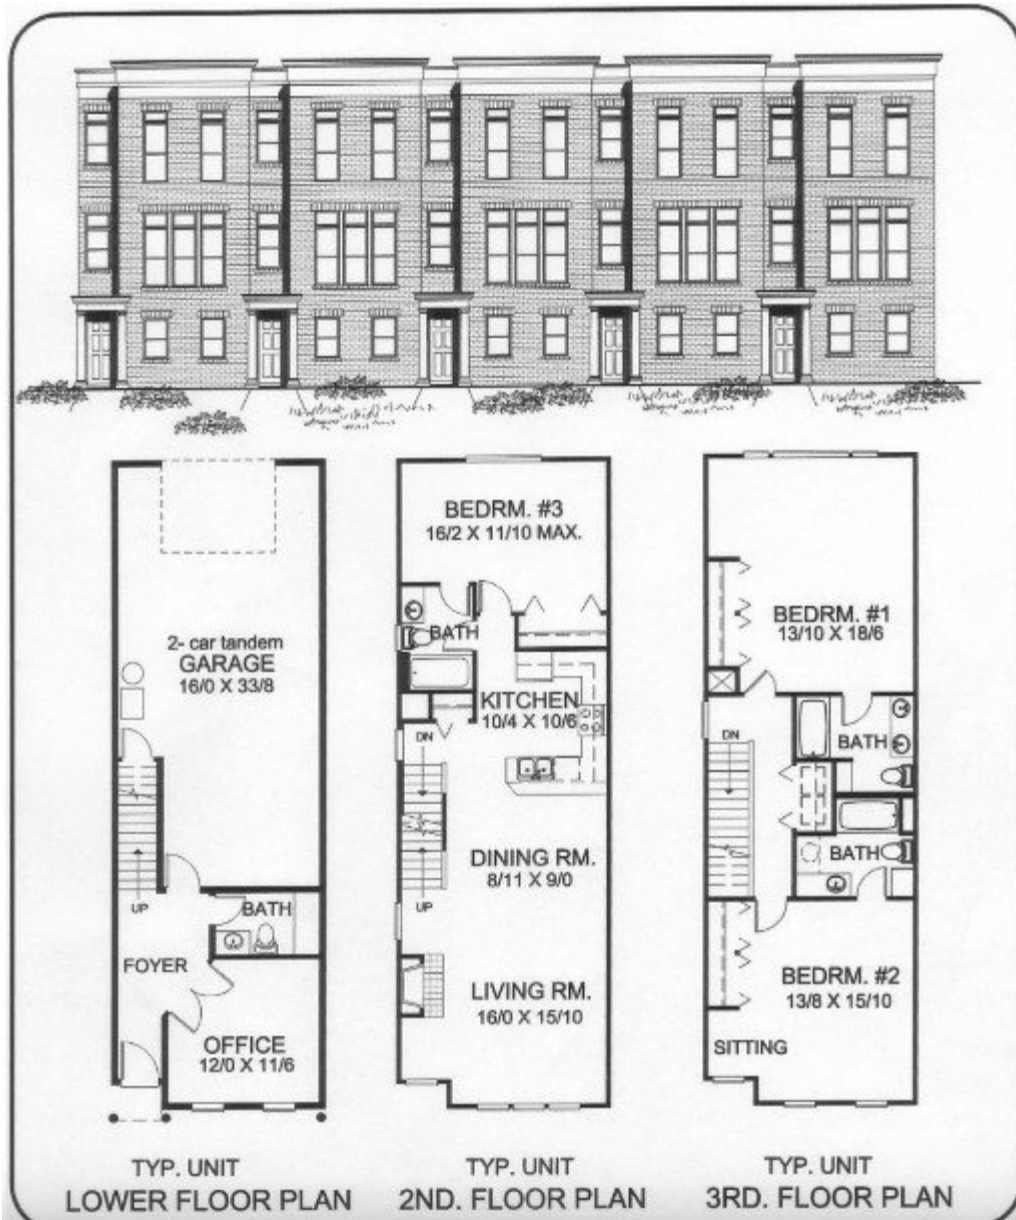 2- car tandem
GARAGE
16/0 X 33/8
UP
BATH
FOYER
OFFICE
12/0 X 11/6
TYP. UNIT
LOWER FLOOR PLAN
BEDRM. #3
16/2 X 11/10 MAX.
BATH
KITCHEN
10/4 X 10/6
DN
DINING RM.
8/11 X 9/0
UP
LIVING RM.
16/0 X 15/10
TYP. UNIT
2ND. FLOOR PLAN
BEDRM. #1
13/10 X 18/6
DN
BATH
BATH
BEDRM. #2
13/8 X 15/10
SITTING
TYP. UNIT
3RD. FLOOR PLAN